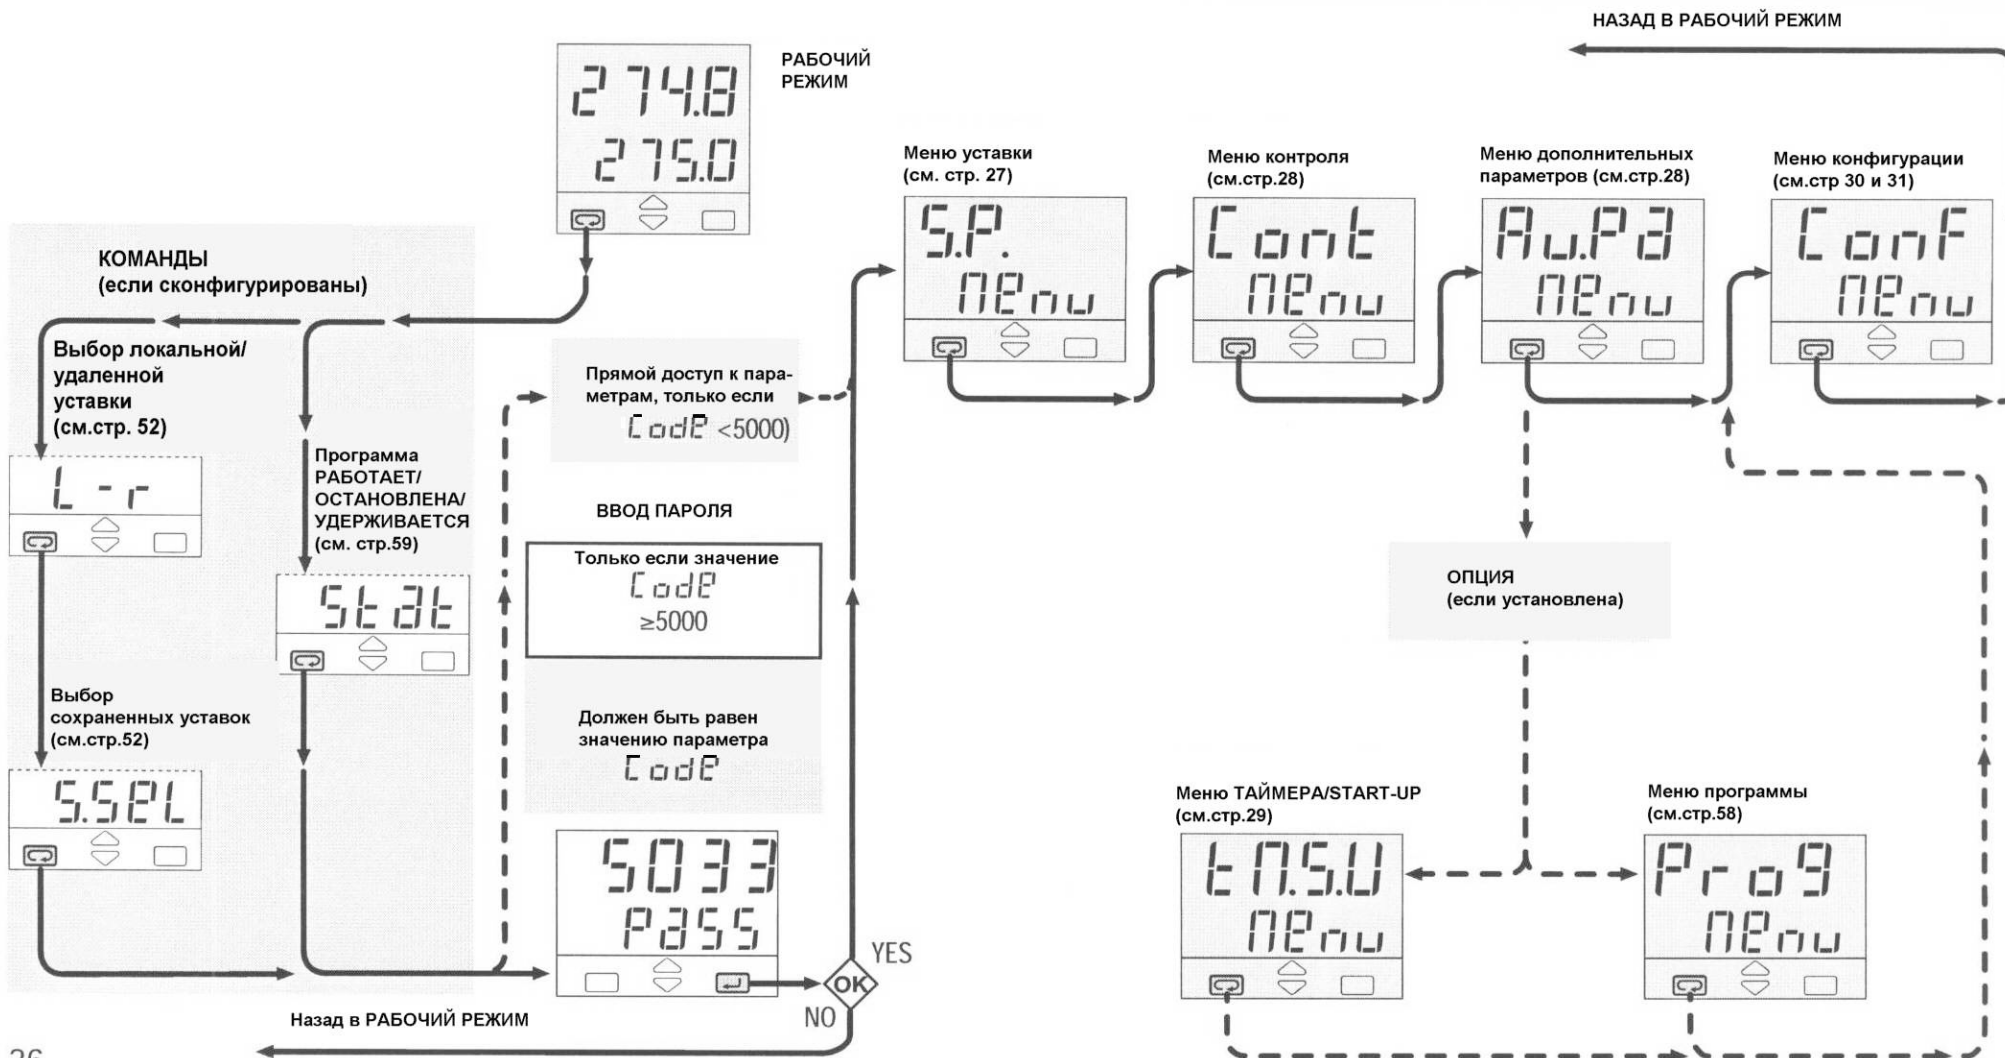 НАЗАД В РАБОЧИЙ РЕЖИМ
274.8
275.0
РАБОЧИЙ
РЕЖИМ
Меню уставки
(см. стр. 27)
S.P.
MEnu
Меню контроля
(см.стр.28)
Cont
MEnu
Меню дополнительных
параметров (см.стр.28)
Au.Pa
MEnu
Меню конфигурации
(см.стр 30 и 31)
ConF
MEnu
КОМАНДЫ
(если сконфигурированы)
Выбор локальной/
удаленной
уставки
(см.стр. 52)
L-r
Программа
РАБОТАЕТ/
ОСТАНОВЛЕНА/
УДЕРЖИВАЕТСЯ
(см. стр.59)
Stat
Выбор
сохраненных уставок
(см.стр.52)
S.SEL
Прямой доступ к пара-
метрам, только если
CodE <5000)
ВВОД ПАРОЛЯ
Только если значение
CodE
≥5000
Должен быть равен
значению параметра
CodE
5033
PaSS
OK
YES
NO
Назад в РАБОЧИЙ РЕЖИМ
ОПЦИЯ
(если установлена)
Меню ТАЙМЕРА/START-UP
(см.стр.29)
tM.S.U
MEnu
Меню программы
(см.стр.58)
Prog
MEnu